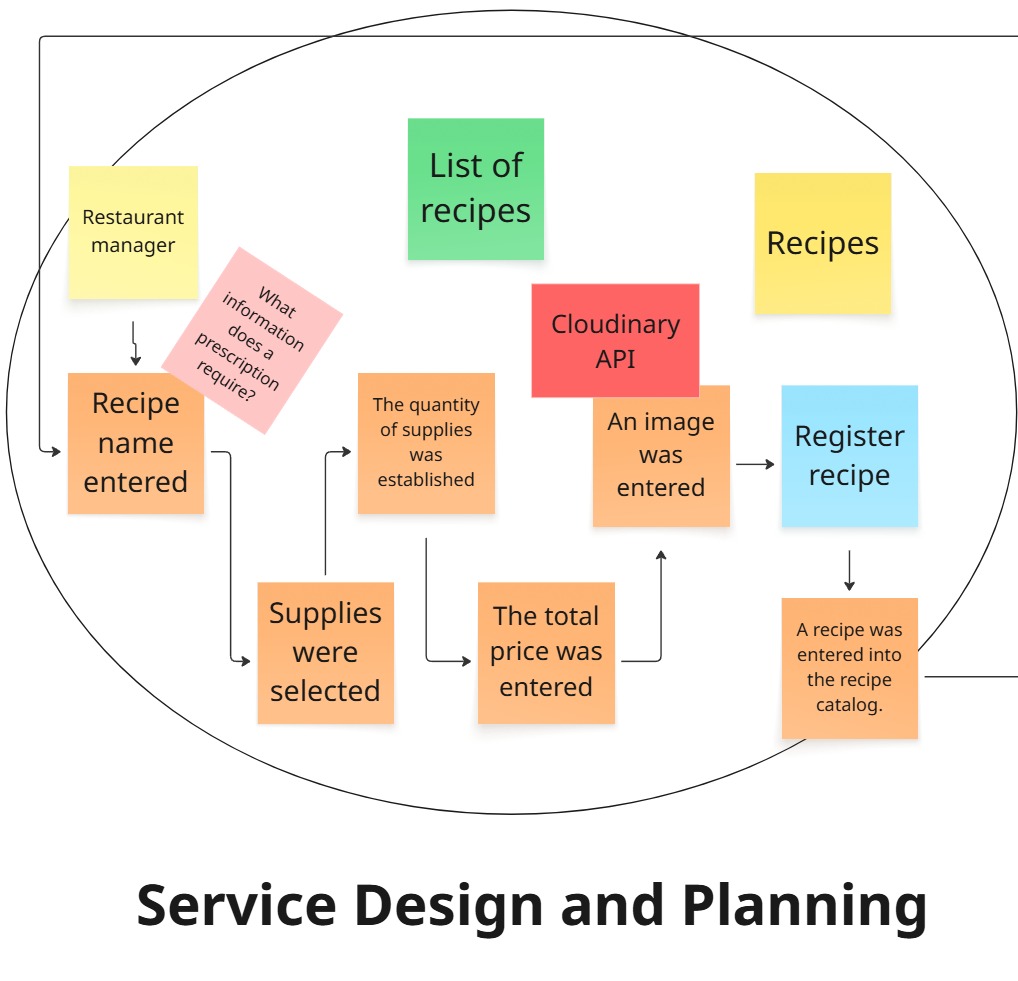 List of
recipes
Restaurant
manager
Recipes
What
information
does a
prescription
require?
Cloudinary
API
Recipe
name
entered
The quantity
of supplies
was
established
An image
was
entered
Register
recipe
Supplies
were
selected
The total
price was
entered
A recipe was
entered into
the recipe
catalog.
Service Design and Planning